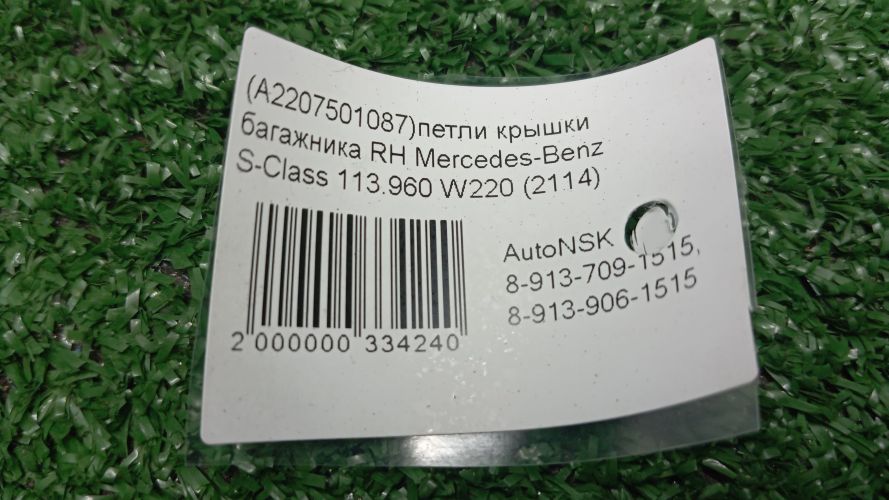 (A2207501087)петли крышки
багажника RH Mercedes-Benz
S-Class 113.960 W220 (2114)
AutoNSK
8-913-709-1515,
8-913-906-1515
2 000000 334240